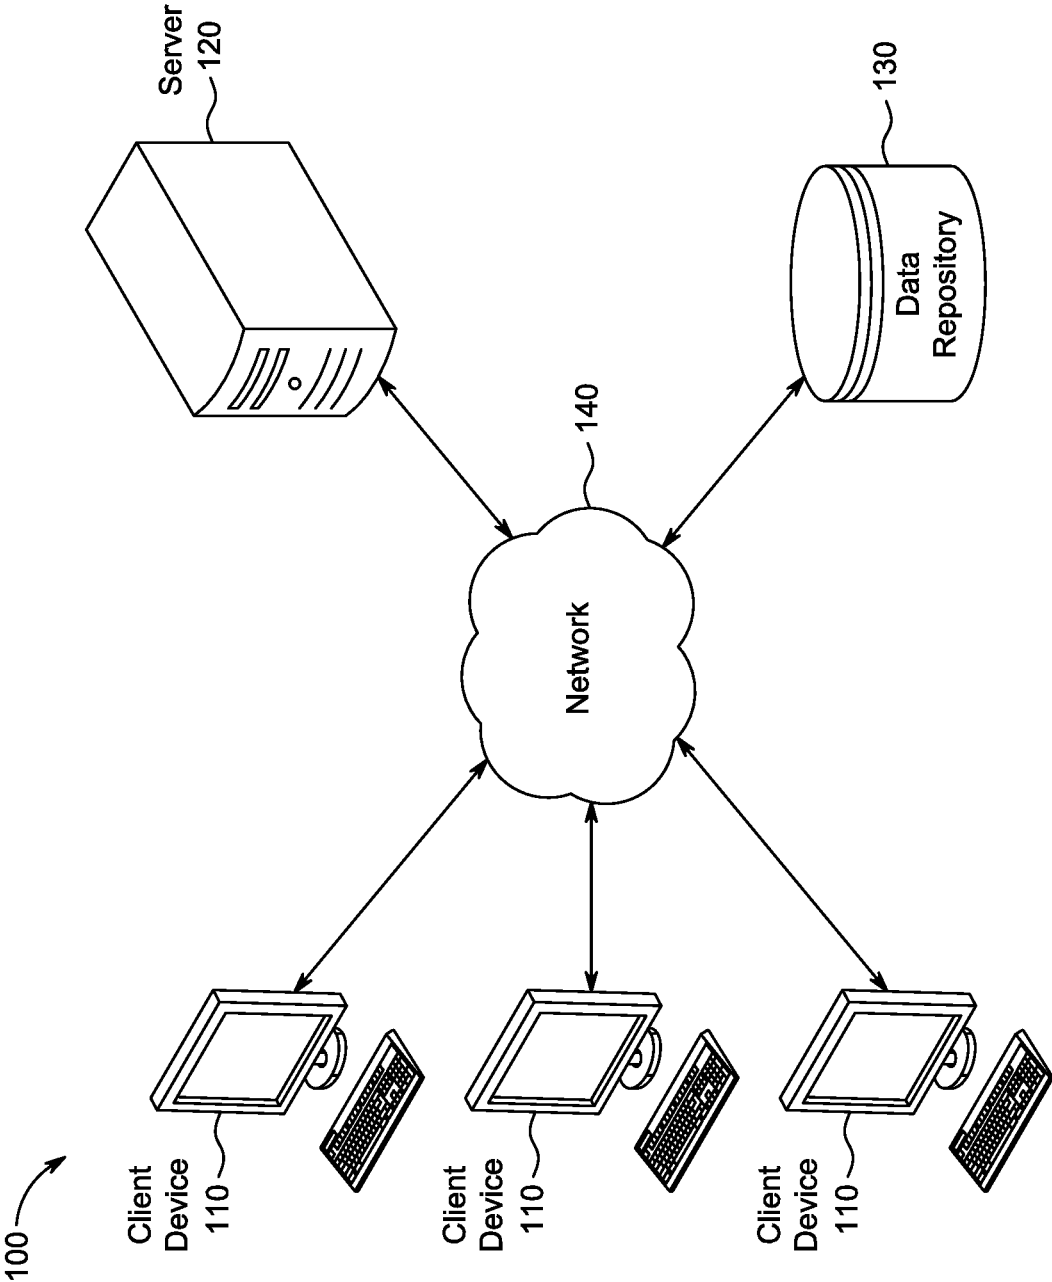 100
Client
Device
110
Client
Device
110
Client
Device
110
Network
140
Server
120
130
Data
Repository